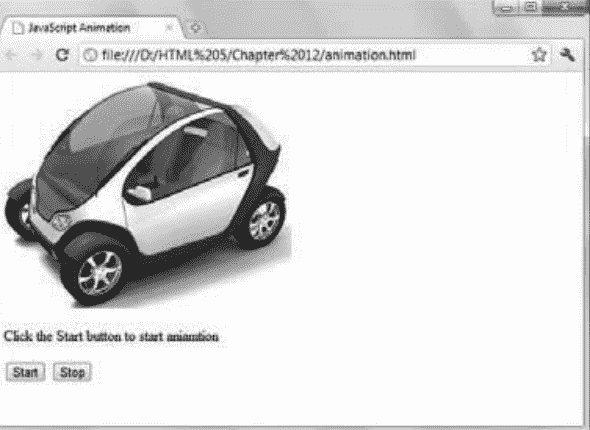 JavaScript Animation
file:///D:/HTML%205/Chapter%2012/animation.html
Click the Start button to start aniamtion
Start Stop